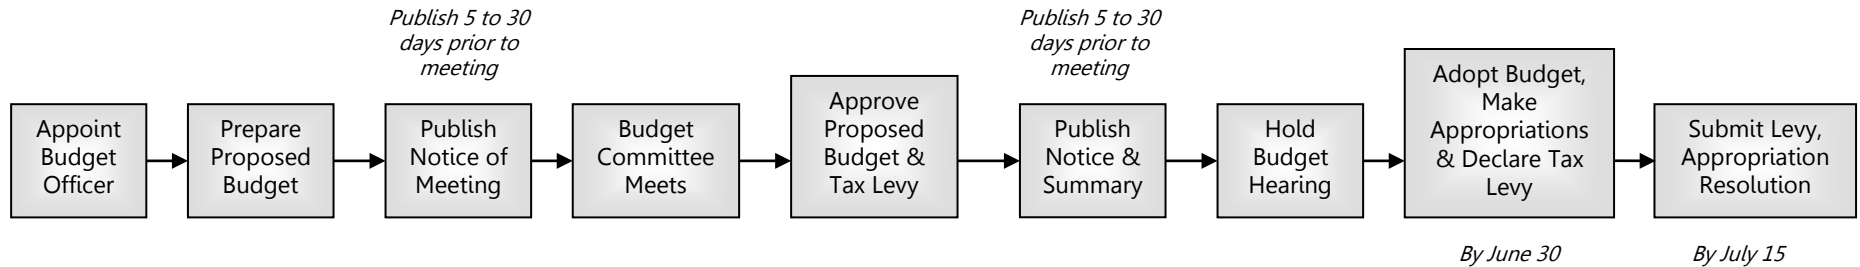 Publish 5 to 30
days prior to
meeting
Publish 5 to 30
days prior to
meeting
Appoint
Budget
Officer
Prepare
Proposed
Budget
Publish
Notice of
Meeting
Budget
Committee
Meets
Approve
Proposed
Budget &
Tax Levy
Publish
Notice &
Summary
Hold
Budget
Hearing
Adopt Budget,
Make
Appropriations
& Declare Tax
Levy
Submit Levy,
Appropriation
Resolution
By June 30
By July 15